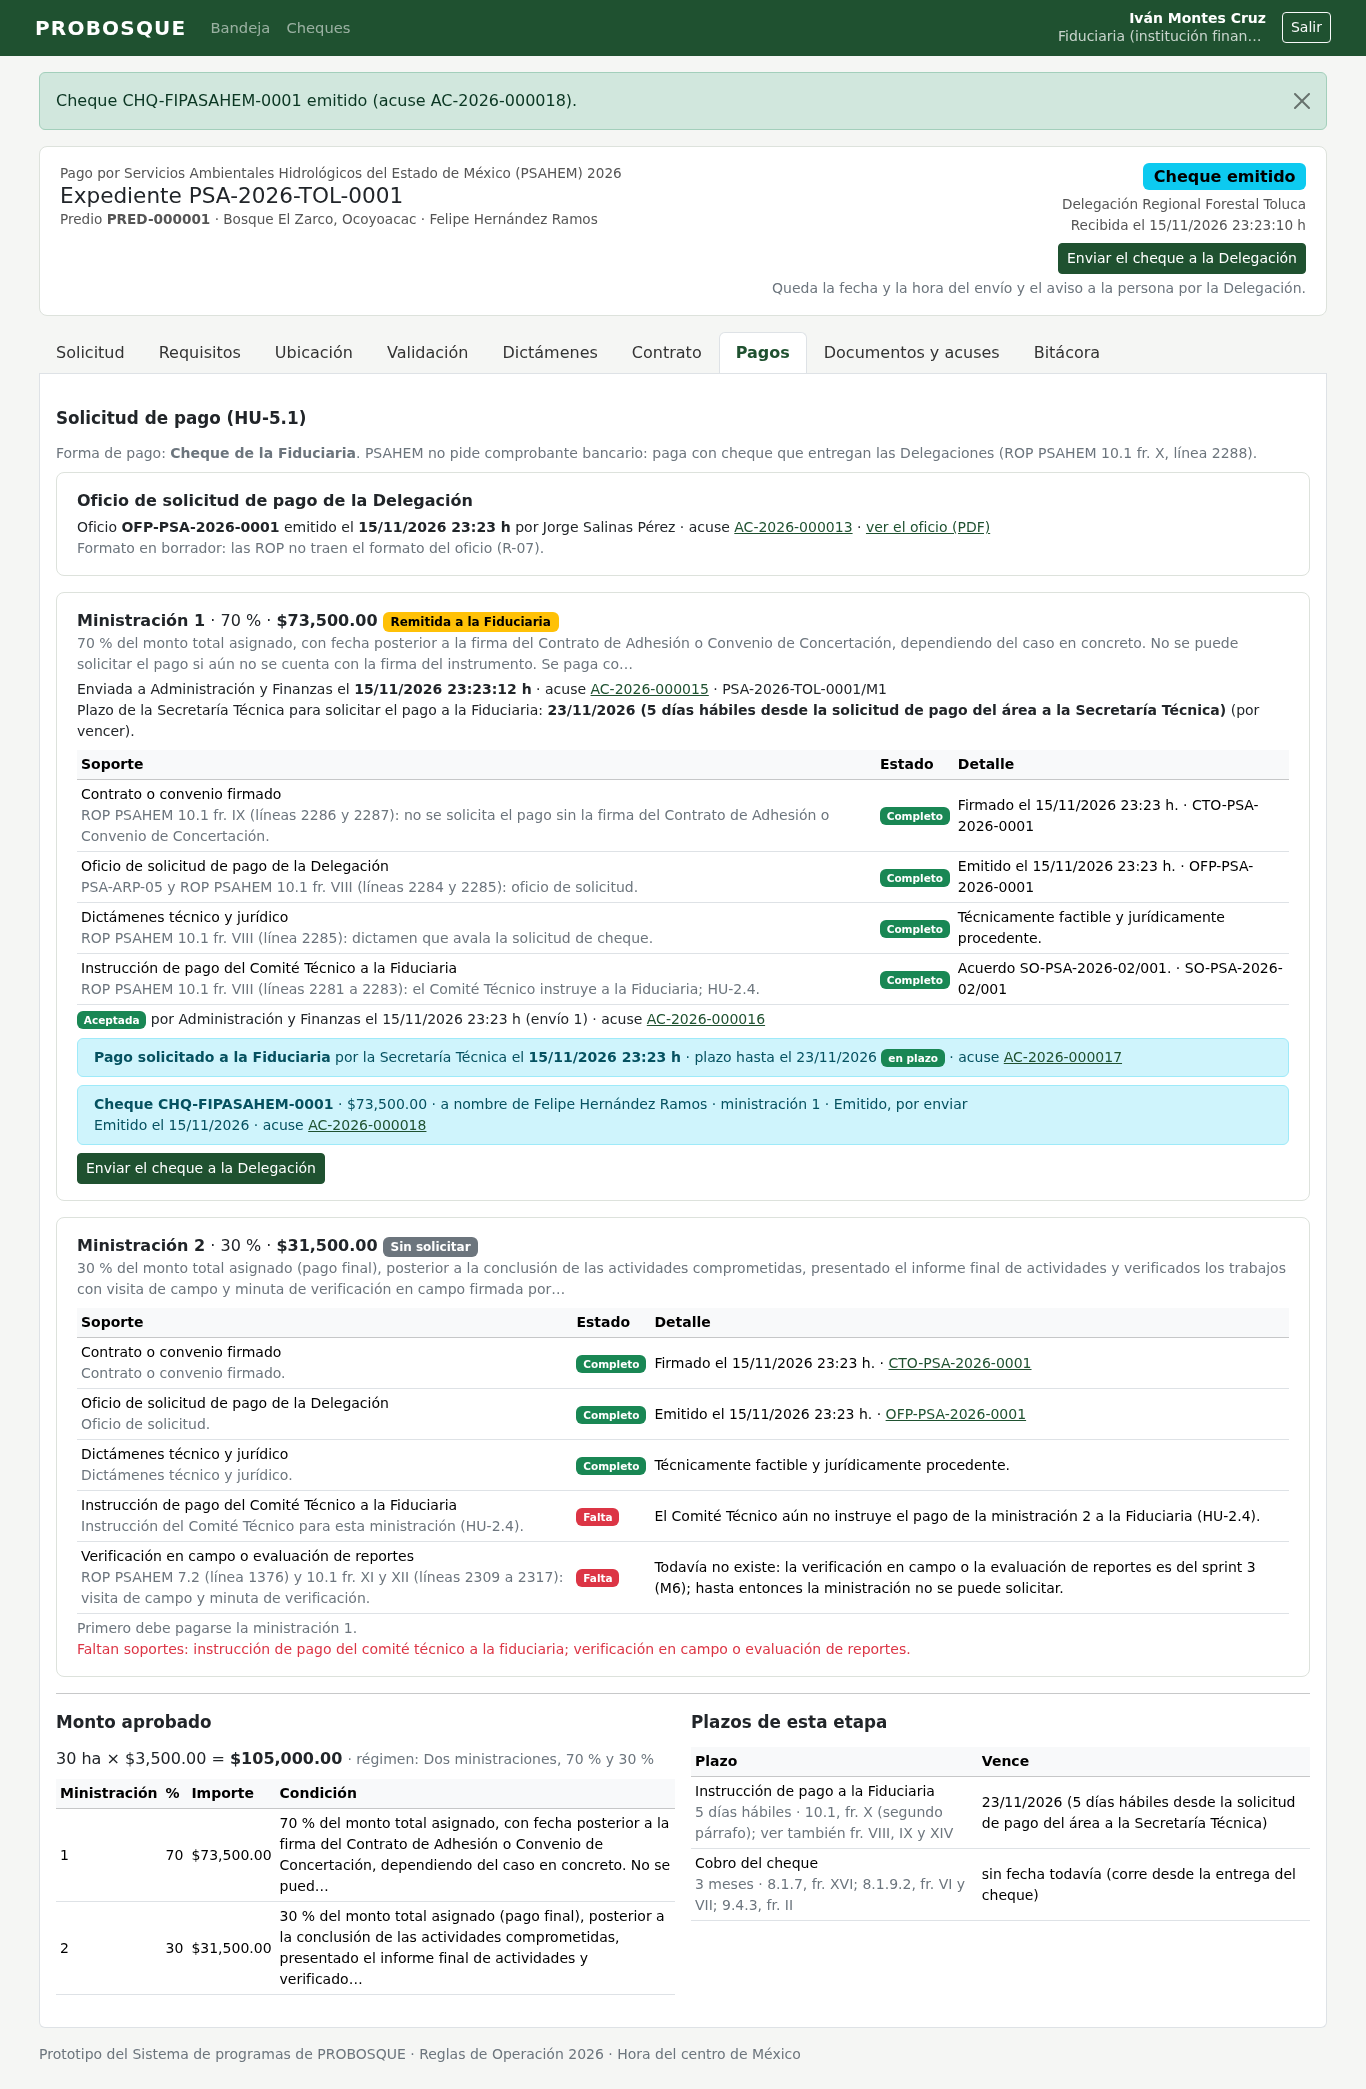 PROBOSQUE Bandeja Cheques
Iván Montes Cruz
Fiduciaria (institución finan…
Salir
Cheque CHQ-FIPASAHEM-0001 emitido (acuse AC-2026-000018).
Pago por Servicios Ambientales Hidrológicos del Estado de México (PSAHEM) 2026
Expediente PSA-2026-TOL-0001
Predio PRED-000001 · Bosque El Zarco, Ocoyoacac · Felipe Hernández Ramos
Cheque emitido
Delegación Regional Forestal Toluca
Recibida el 15/11/2026 23:23:10 h
Enviar el cheque a la Delegación
Queda la fecha y la hora del envío y el aviso a la persona por la Delegación.
Solicitud Requisitos Ubicación Validación Dictámenes Contrato Pagos Documentos y acuses Bitácora
Solicitud de pago (HU-5.1)
Forma de pago: Cheque de la Fiduciaria. PSAHEM no pide comprobante bancario: paga con cheque que entregan las Delegaciones (ROP PSAHEM 10.1 fr. X, línea 2288).
Oficio de solicitud de pago de la Delegación
Oficio OFP-PSA-2026-0001 emitido el 15/11/2026 23:23 h por Jorge Salinas Pérez · acuse AC-2026-000013 · ver el oficio (PDF)
Formato en borrador: las ROP no traen el formato del oficio (R-07).
Ministración 1 · 70 % · $73,500.00 Remitida a la Fiduciaria
70 % del monto total asignado, con fecha posterior a la firma del Contrato de Adhesión o Convenio de Concertación, dependiendo del caso en concreto. No se puede
solicitar el pago si aún no se cuenta con la firma del instrumento. Se paga co…
Enviada a Administración y Finanzas el 15/11/2026 23:23:12 h · acuse AC-2026-000015 · PSA-2026-TOL-0001/M1
Plazo de la Secretaría Técnica para solicitar el pago a la Fiduciaria: 23/11/2026 (5 días hábiles desde la solicitud de pago del área a la Secretaría Técnica) (por
vencer).
Soporte Estado Detalle
Contrato o convenio firmado
ROP PSAHEM 10.1 fr. IX (líneas 2286 y 2287): no se solicita el pago sin la firma del Contrato de Adhesión o
Convenio de Concertación.
Completo
Firmado el 15/11/2026 23:23 h. · CTO-PSA-
2026-0001
Oficio de solicitud de pago de la Delegación
PSA-ARP-05 y ROP PSAHEM 10.1 fr. VIII (líneas 2284 y 2285): oficio de solicitud.
Completo
Emitido el 15/11/2026 23:23 h. · OFP-PSA-
2026-0001
Dictámenes técnico y jurídico
ROP PSAHEM 10.1 fr. VIII (línea 2285): dictamen que avala la solicitud de cheque.
Completo
Técnicamente factible y jurídicamente
procedente.
Instrucción de pago del Comité Técnico a la Fiduciaria
ROP PSAHEM 10.1 fr. VIII (líneas 2281 a 2283): el Comité Técnico instruye a la Fiduciaria; HU-2.4.
Completo
Acuerdo SO-PSA-2026-02/001. · SO-PSA-2026-
02/001
Aceptada por Administración y Finanzas el 15/11/2026 23:23 h (envío 1) · acuse AC-2026-000016
Pago solicitado a la Fiduciaria por la Secretaría Técnica el 15/11/2026 23:23 h · plazo hasta el 23/11/2026 en plazo · acuse AC-2026-000017
Cheque CHQ-FIPASAHEM-0001 · $73,500.00 · a nombre de Felipe Hernández Ramos · ministración 1 · Emitido, por enviar
Emitido el 15/11/2026 · acuse AC-2026-000018
Enviar el cheque a la Delegación
Ministración 2 · 30 % · $31,500.00 Sin solicitar
30 % del monto total asignado (pago final), posterior a la conclusión de las actividades comprometidas, presentado el informe final de actividades y verificados los trabajos
con visita de campo y minuta de verificación en campo firmada por…
Soporte Estado Detalle
Contrato o convenio firmado
Contrato o convenio firmado.
Completo
Firmado el 15/11/2026 23:23 h. · CTO-PSA-2026-0001
Oficio de solicitud de pago de la Delegación
Oficio de solicitud.
Completo
Emitido el 15/11/2026 23:23 h. · OFP-PSA-2026-0001
Dictámenes técnico y jurídico
Dictámenes técnico y jurídico.
Completo
Técnicamente factible y jurídicamente procedente.
Instrucción de pago del Comité Técnico a la Fiduciaria
Instrucción del Comité Técnico para esta ministración (HU-2.4).
Falta
El Comité Técnico aún no instruye el pago de la ministración 2 a la Fiduciaria (HU-2.4).
Verificación en campo o evaluación de reportes
ROP PSAHEM 7.2 (línea 1376) y 10.1 fr. XI y XII (líneas 2309 a 2317):
visita de campo y minuta de verificación.
Falta
Todavía no existe: la verificación en campo o la evaluación de reportes es del sprint 3
(M6); hasta entonces la ministración no se puede solicitar.
Primero debe pagarse la ministración 1.
Faltan soportes: instrucción de pago del comité técnico a la fiduciaria; verificación en campo o evaluación de reportes.
Monto aprobado
30 ha × $3,500.00 = $105,000.00 · régimen: Dos ministraciones, 70 % y 30 %
Ministración % Importe Condición
1 70 $73,500.00
70 % del monto total asignado, con fecha posterior a la
firma del Contrato de Adhesión o Convenio de
Concertación, dependiendo del caso en concreto. No se
pued…
2 30 $31,500.00
30 % del monto total asignado (pago final), posterior a
la conclusión de las actividades comprometidas,
presentado el informe final de actividades y
verificado…
Plazos de esta etapa
Plazo Vence
Instrucción de pago a la Fiduciaria
5 días hábiles · 10.1, fr. X (segundo
párrafo); ver también fr. VIII, IX y XIV
23/11/2026 (5 días hábiles desde la solicitud
de pago del área a la Secretaría Técnica)
Cobro del cheque
3 meses · 8.1.7, fr. XVI; 8.1.9.2, fr. VI y
VII; 9.4.3, fr. II
sin fecha todavía (corre desde la entrega del
cheque)
Prototipo del Sistema de programas de PROBOSQUE · Reglas de Operación 2026 · Hora del centro de México